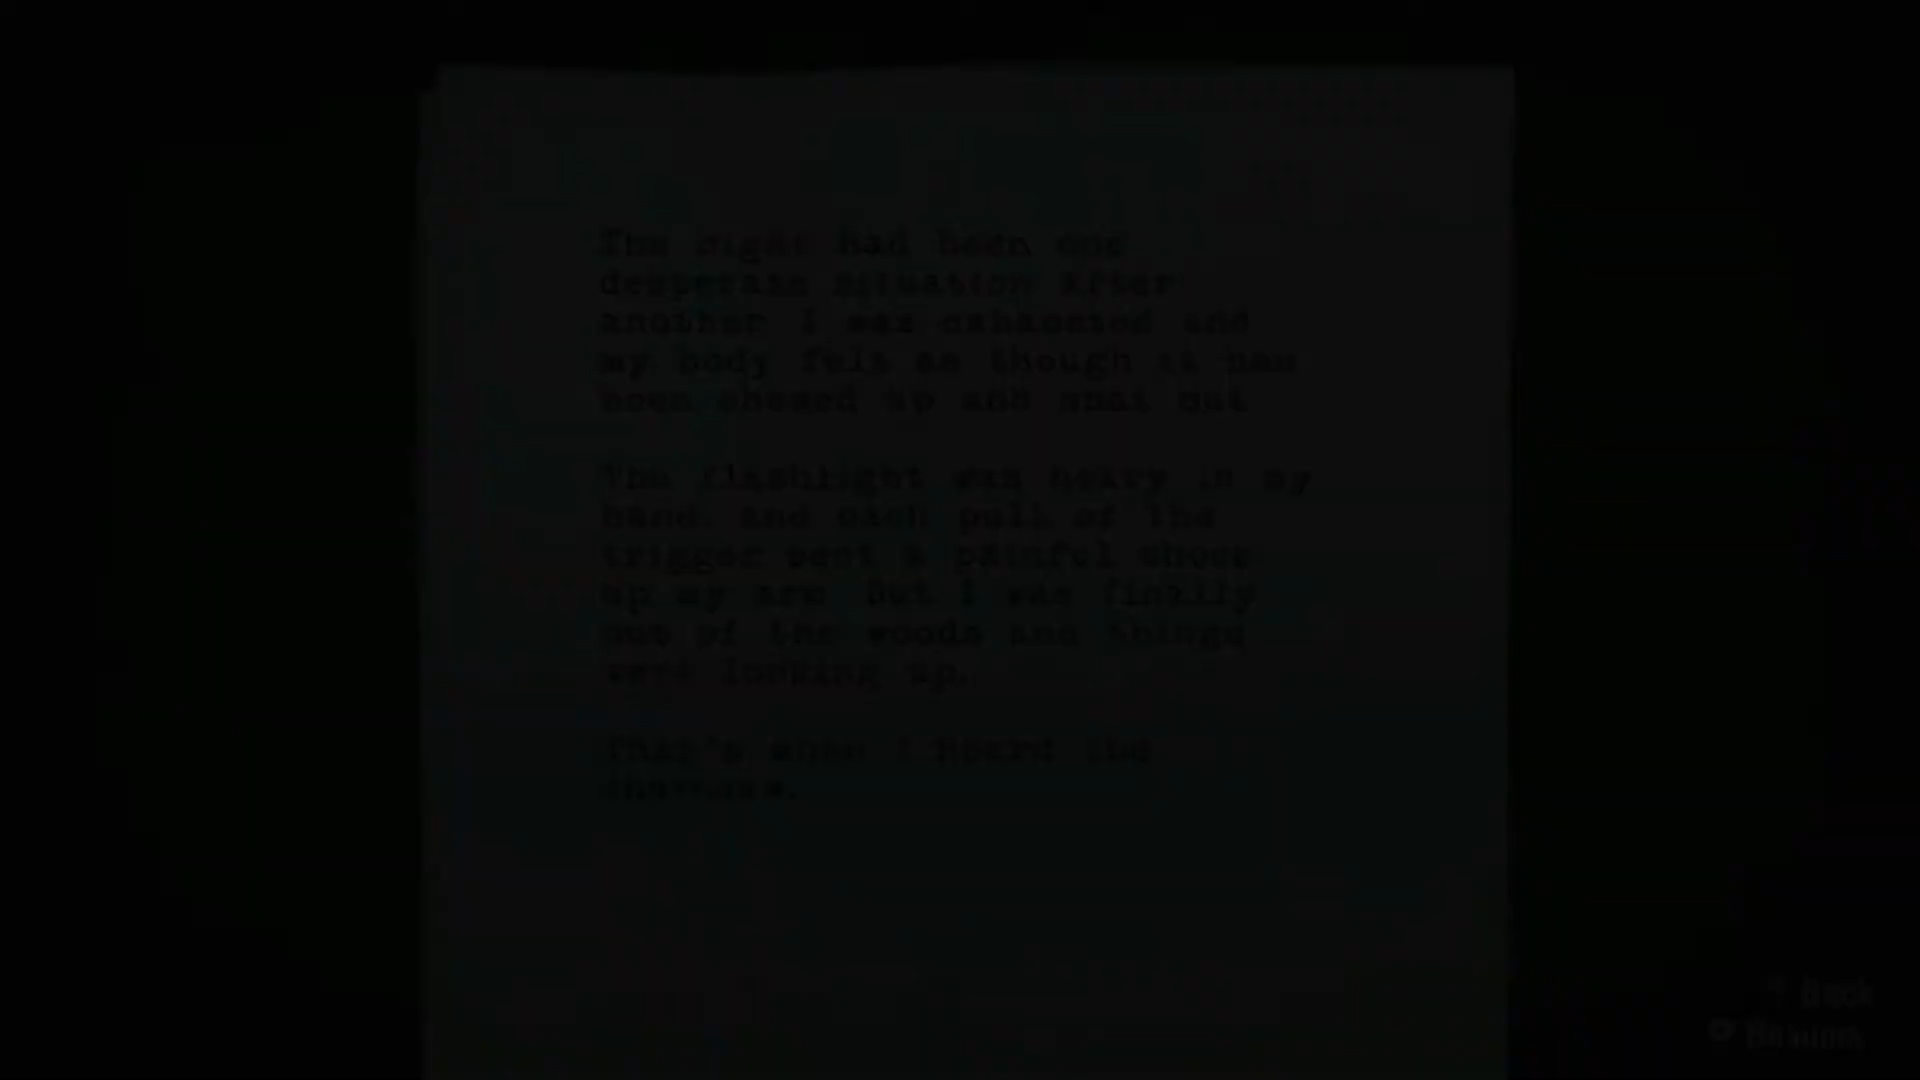 The night had been one
desperate situation after
another. I was exhausted and
my body felt as though it had
been chewed up and spat out.
The flashlight was heavy in my
hand, and each pull of the
trigger sent a painful shock
up my arm, but I was finally
out of the woods and things
were looking up.
That's when I heard the
chainsaw.
Back